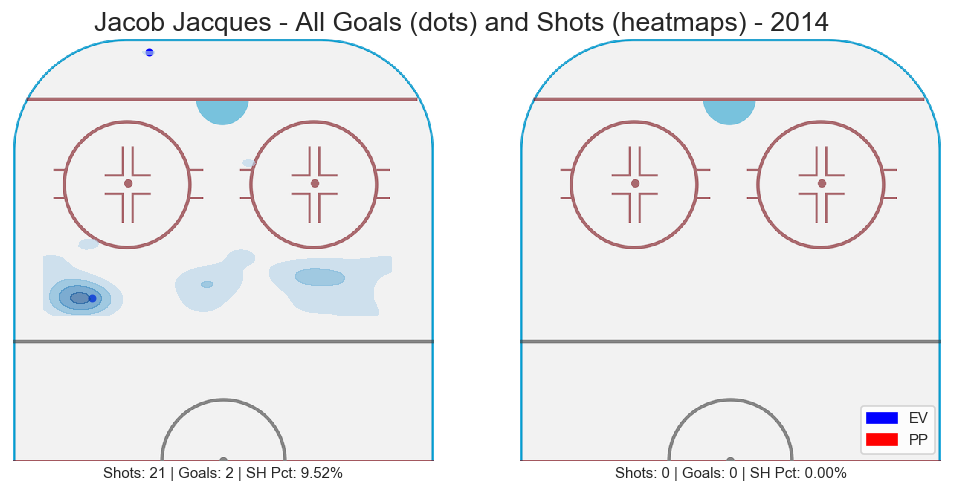 Jacob Jacques - All Goals (dots) and Shots (heatmaps) - 2014
EV
PP
Shots: 21 | Goals: 2 | SH Pct: 9.52%
Shots: 0 | Goals: 0 | SH Pct: 0.00%